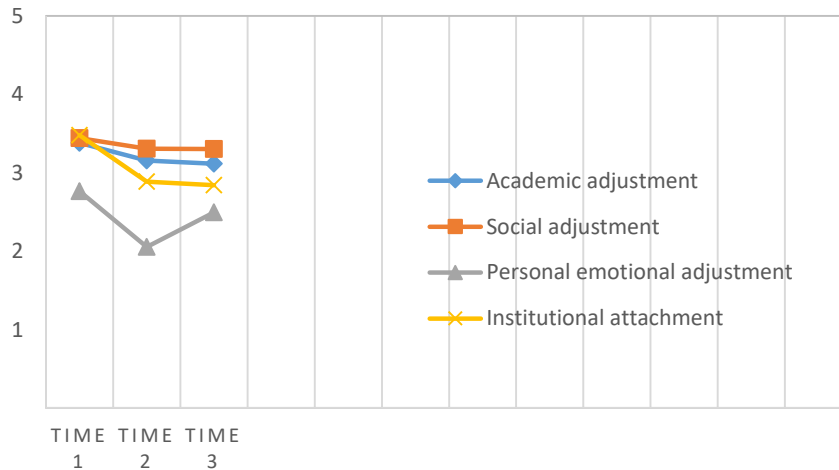 5
4
3
2
1
Academic adjustment
Social adjustment
Personal emotional adjustment
Institutional attachment
TIME 1
TIME 2
TIME 3